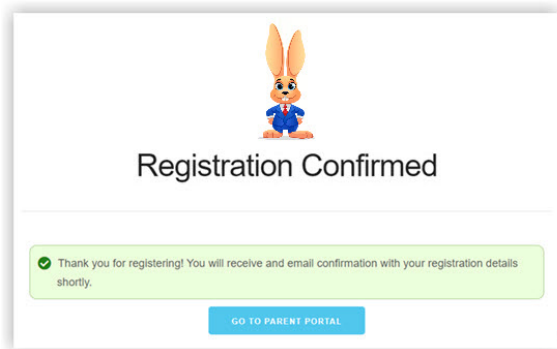 Registration Confirmed
Thank you for registering! You will receive and email confirmation with your registration details
shortly.
GO TO PARENT PORTAL